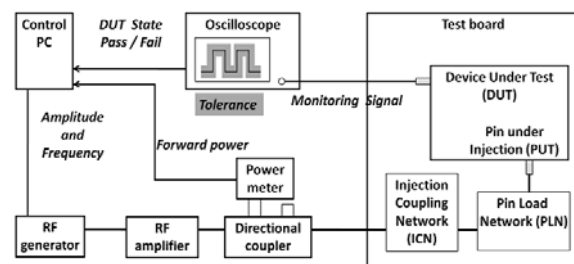 Control
PC
DUT State
Pass / Fail
Oscilloscope
Tolerance
Monitoring Signal
Test board
Device Under Test
(DUT)
Pin under
Injection (PUT)
Amplitude
and
Frequency
Forward power
Power
meter
RF
generator
RF
amplifier
Directional
coupler
Injection
Coupling
Network
(ICN)
Pin Load
Network (PLN)